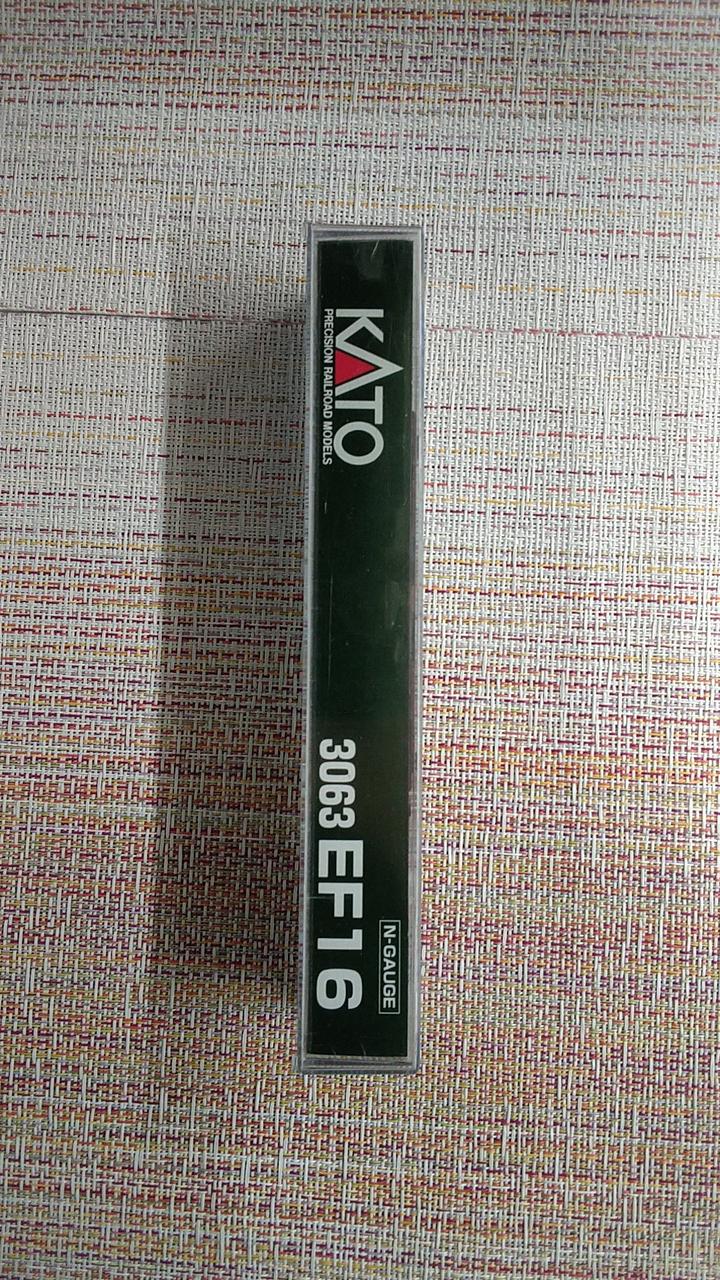 KATO
PRECISION RAILROAD MODELS
N-GAUGE
3063 EF16